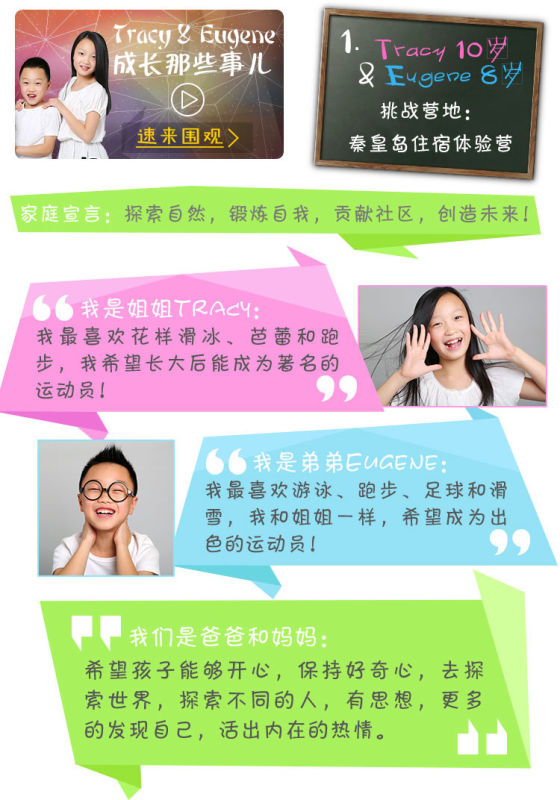 Tracy & Eugene
成长那些事儿
速来围观>
1. Tracy 10岁
& Eugene 8岁
挑战营地：
秦皇岛住宿体验营
家庭宣言：探索自然，锻炼自我，贡献社区，创造未来！
我是姐姐TRACY：
我最喜欢花样滑冰、芭蕾和跑
步，我希望长大后能成为著名的
运动员！
我是弟弟EUGENE：
我最喜欢游泳、跑步、足球和滑
雪，我和姐姐一样，希望成为出
色的运动员！
我们是爸爸和妈妈：
希望孩子能够开心，保持好奇心，去探
索世界，探索不同的人，有思想，更多
的发现自己，活出内在的热情。